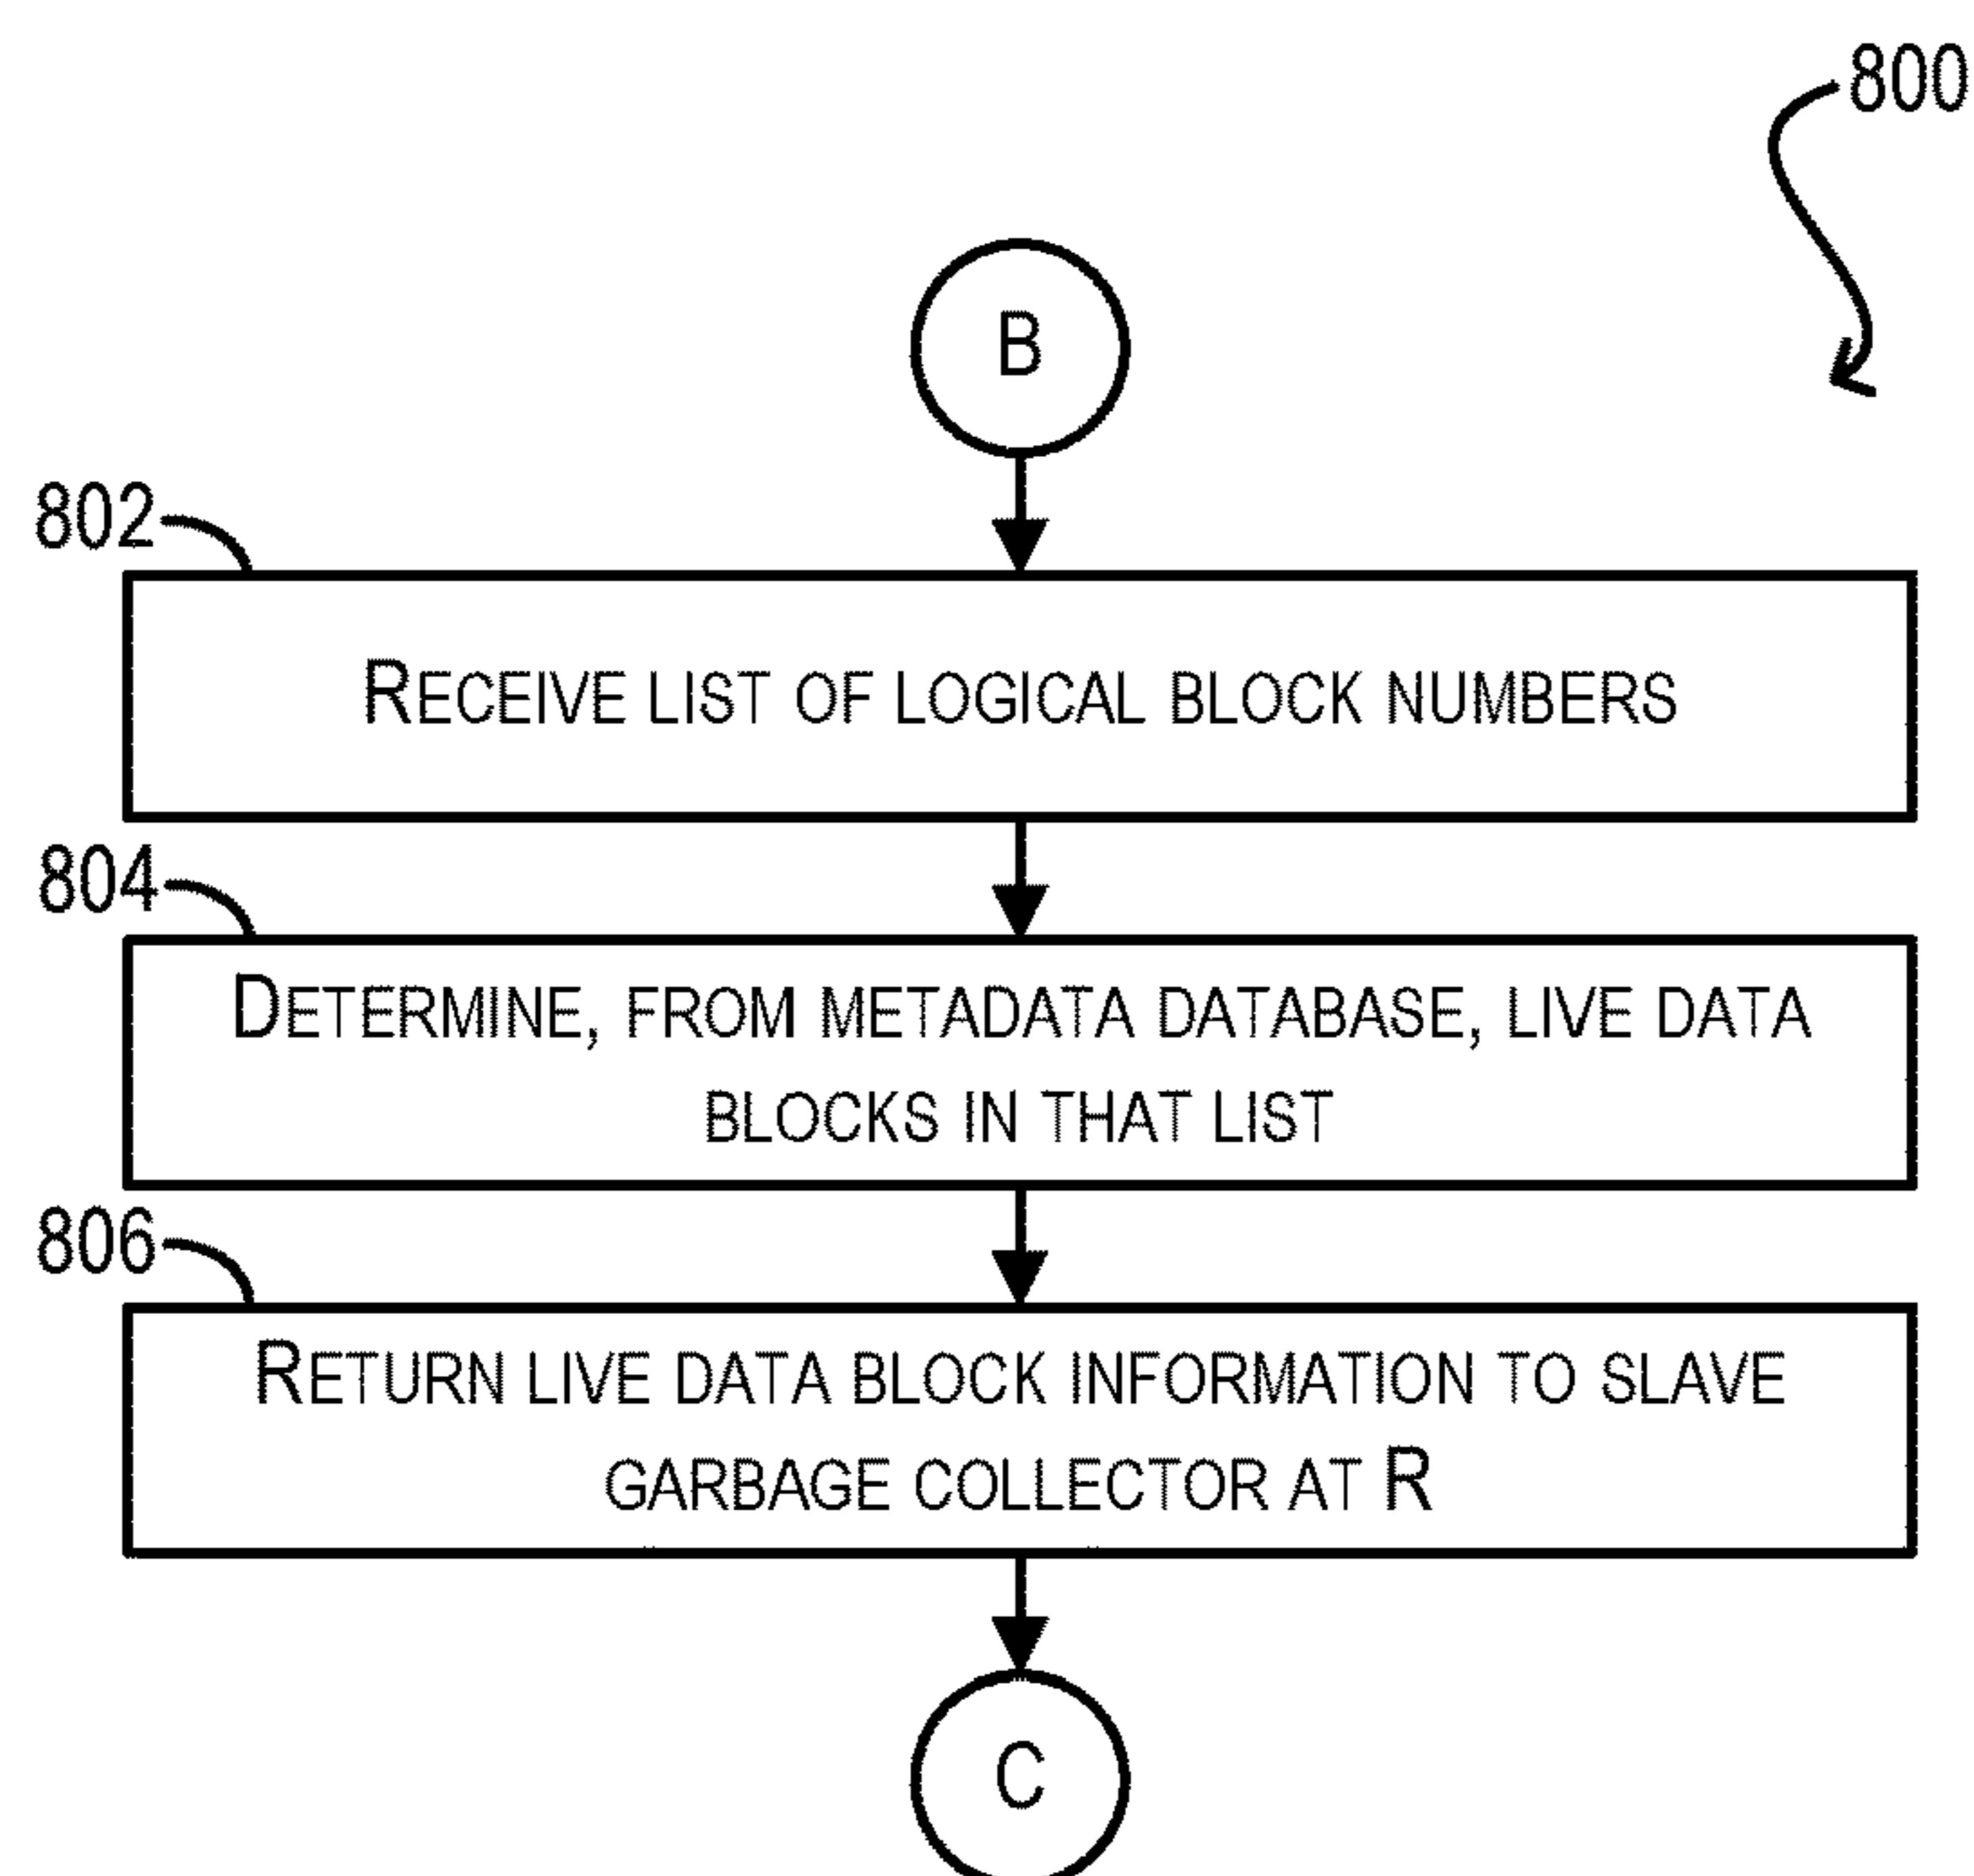 800
B
802
RECEIVE LIST OF LOGICAL BLOCK NUMBERS
804
DETERMINE, FROM METADATA DATABASE, LIVE DATA
BLOCKS IN THAT LIST
806
RETURN LIVE DATA BLOCK INFORMATION TO SLAVE
GARBAGE COLLECTOR AT R
C